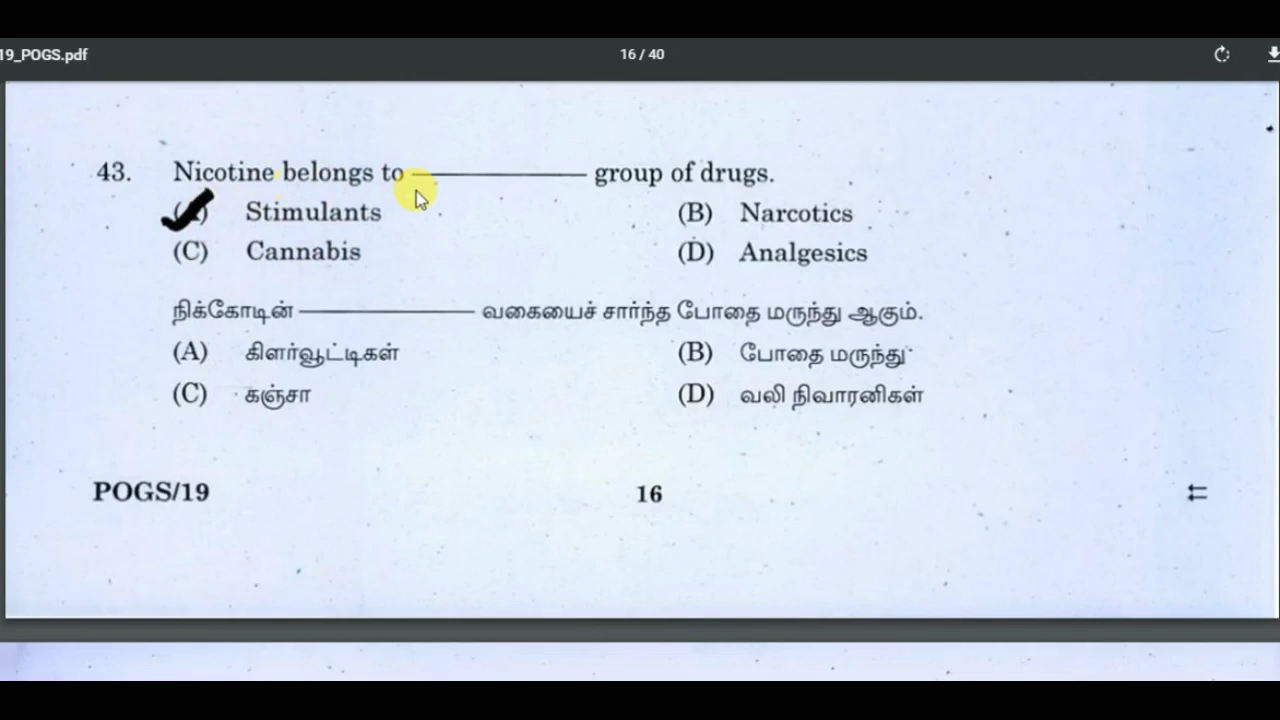 19_POGS.pdf 16 / 40
43. Nicotine belongs to ———— group of drugs.
Stimulants (B) Narcotics
(C) Cannabis (D) Analgesics
நிக்கோடின் ———— வகையைச் சார்ந்த போதை மருந்து ஆகும்.
(A) கிளர்வூட்டிகள் (B) போதை மருந்து
(C) கஞ்சா (D) வலி நிவாரனிகள்
POGS/19 16